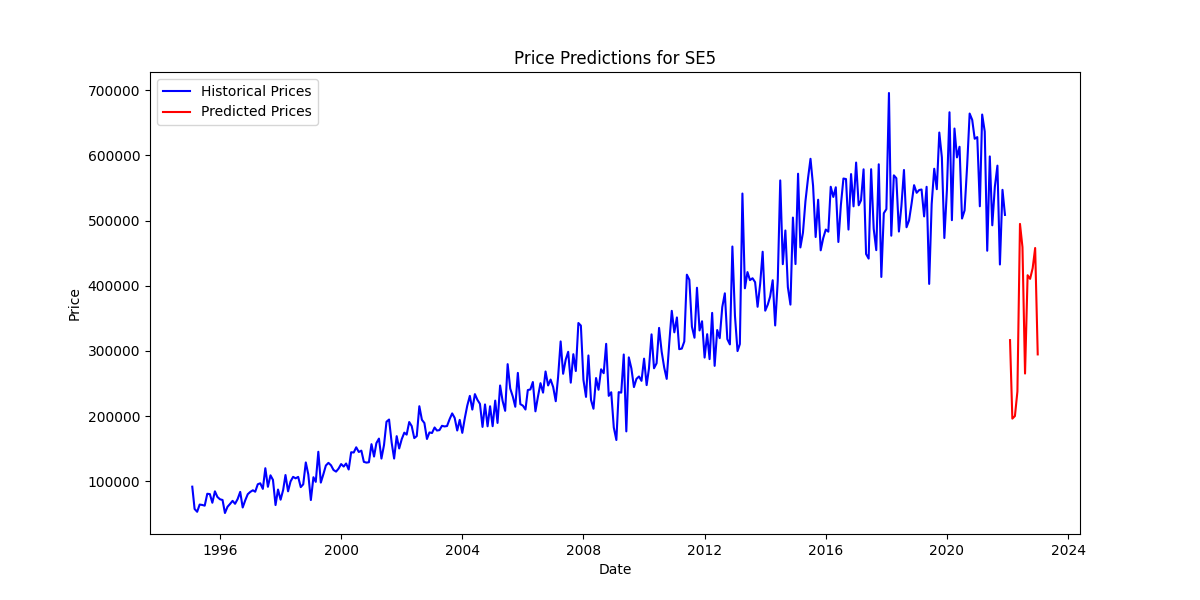 Price Predictions for SE5
Historical Prices
Predicted Prices
Price
700000
600000
500000
400000
300000
200000
100000
1996 2000 2004 2008 2012 2016 2020 2024
Date